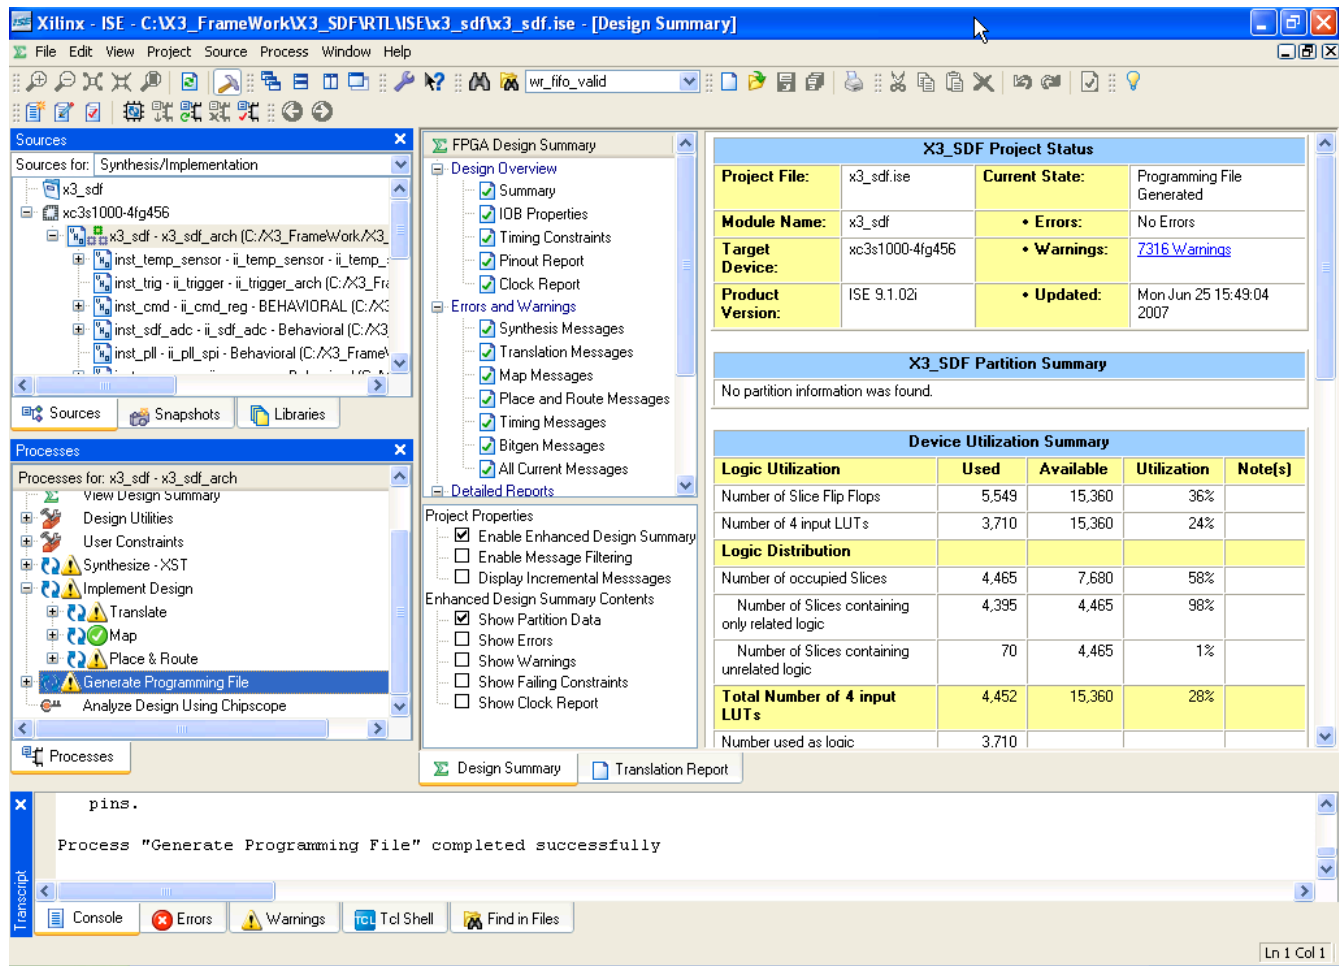 Xilinx - ISE - C:\X3_FrameWork\X3_SDF\RTL\ISE\x3_sdf\x3_sdf.ise - [Design Summary]
File Edit View Project Source Process Window Help
wr_fifo_valid
Sources
Sources for: Synthesis/Implementation
x3_sdf
xc3s1000-4fg456
x3_sdf - x3_sdf_arch (C:/X3_FrameWork/X3_
inst_temp_sensor - ii_temp_sensor - ii_temp_
inst_trig - ii_trigger - ii_trigger_arch (C:/X3_Fra
inst_cmd - ii_cmd_reg - BEHAVIORAL (C:/X3
inst_sdf_adc - ii_sdf_adc - Behavioral (C:/X3
inst_pll - ii_pll_spi - Behavioral (C:/X3_Frame
Sources
Snapshots
Libraries
Processes
Processes for: x3_sdf - x3_sdf_arch
View Design Summary
Design Utilities
User Constraints
Synthesize - XST
Implement Design
Translate
Map
Place & Route
Generate Programming File
Analyze Design Using Chipscope
Processes
FPGA Design Summary
Design Overview
Summary
IOB Properties
Timing Constraints
Pinout Report
Clock Report
Errors and Warnings
Synthesis Messages
Translation Messages
Map Messages
Place and Route Messages
Timing Messages
Bitgen Messages
All Current Messages
Detailed Reports
Project Properties
Enable Enhanced Design Summary
Enable Message Filtering
Display Incremental Messsages
Enhanced Design Summary Contents
Show Partition Data
Show Errors
Show Warnings
Show Failing Constraints
Show Clock Report
X3_SDF Project Status
Project File: x3_sdf.ise Current State: Programming File Generated
Module Name: x3_sdf • Errors: No Errors
Target Device: xc3s1000-4fg456 • Warnings: 7316 Warnings
Product Version: ISE 9.1.02i • Updated: Mon Jun 25 15:49:04 2007
X3_SDF Partition Summary
No partition information was found.
Device Utilization Summary
Logic Utilization Used Available Utilization Note(s)
Number of Slice Flip Flops 5,549 15,360 36%
Number of 4 input LUTs 3,710 15,360 24%
Logic Distribution
Number of occupied Slices 4,465 7,680 58%
Number of Slices containing only related logic 4,395 4,465 98%
Number of Slices containing unrelated logic 70 4,465 1%
Total Number of 4 input LUTs 4,452 15,360 28%
Number used as logic 3,710
Design Summary
Translation Report
pins.
Process "Generate Programming File" completed successfully
Transcript
Console
Errors
Warnings
TCL Tcl Shell
Find in Files
Ln 1 Col 1